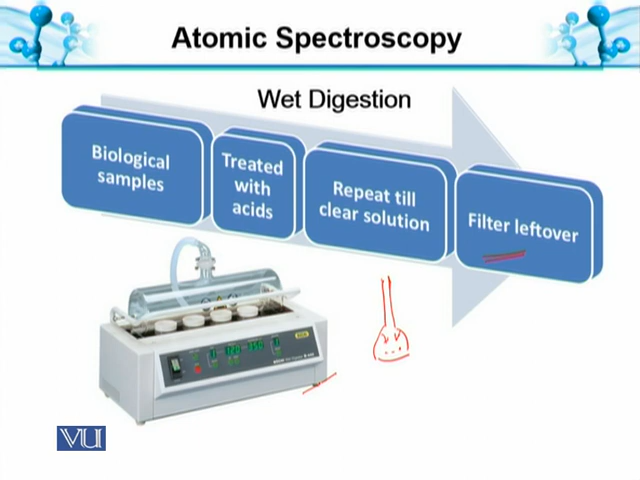 Atomic Spectroscopy
Wet Digestion
Biological
samples
Treated
with
acids
Repeat till
clear solution
Filter leftover
VU